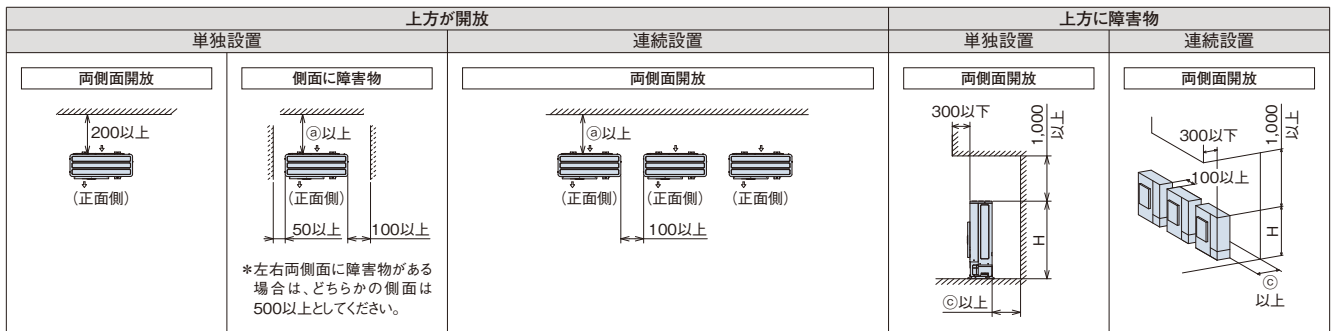 上方が開放
上方に障害物
単独設置
連続設置
単独設置
連続設置
両側面開放
200以上
(正面側)
側面に障害物
ⓐ以上
(正面側)
50以上
100以上
*左右両側面に障害物がある
場合は、どちらかの側面は
500以上としてください。
両側面開放
ⓐ以上
(正面側)
(正面側)
(正面側)
100以上
両側面開放
300以下
1,000
以上
H
ⓒ以上
両側面開放
300以下
1,000
以上
100以上
H
ⓒ
以上